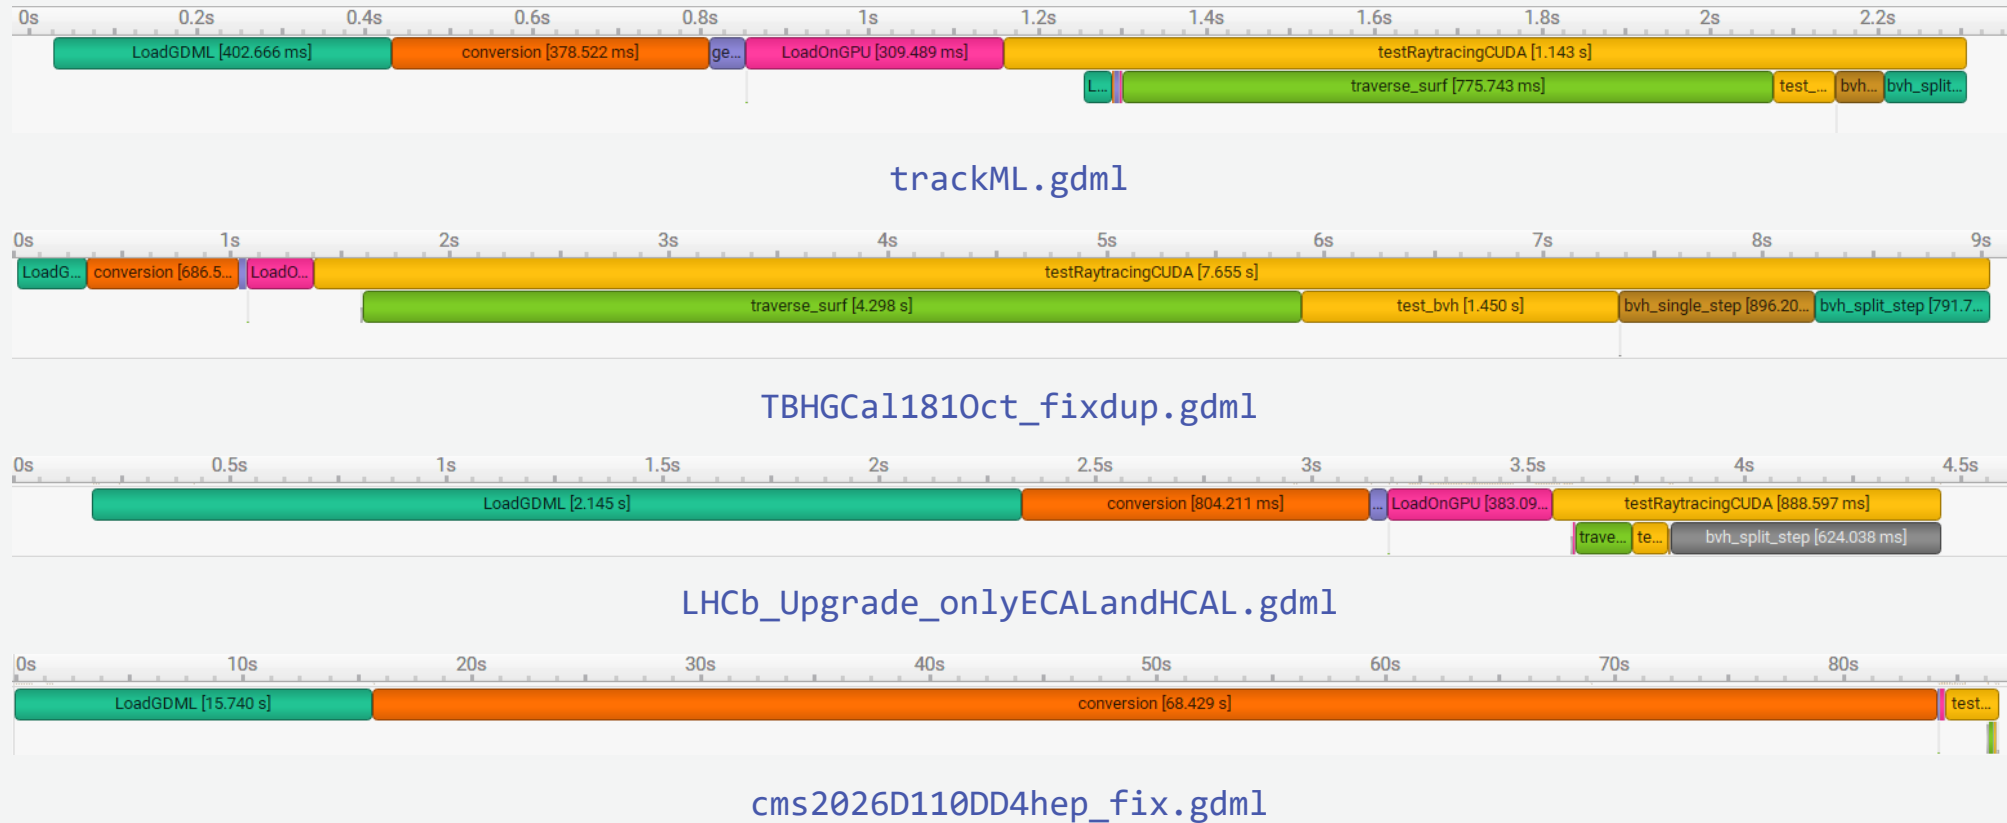 0s 0.2s 0.4s 0.6s 0.8s 1s 1.2s 1.4s 1.6s 1.8s 2s 2.2s
LoadGDML [402.666 ms] conversion [378.522 ms] ge... LoadOnGPU [309.489 ms] testRaytracingCUDA [1.143 s]
L... traverse_surf [775.743 ms] test_... bvh... bvh_split...
trackML.gdml
0s 1s 2s 3s 4s 5s 6s 7s 8s 9s
LoadG... conversion [686.5... LoadO... testRaytracingCUDA [7.655 s]
traverse_surf [4.298 s] test_bvh [1.450 s] bvh_single_step [896.20... bvh_split_step [791.7...
TBHGCal181Oct_fixdup.gdml
0s 0.5s 1s 1.5s 2s 2.5s 3s 3.5s 4s 4.5s
LoadGDML [2.145 s] conversion [804.211 ms] ... LoadOnGPU [383.09... testRaytracingCUDA [888.597 ms]
trave... te... bvh_split_step [624.038 ms]
LHCb_Upgrade_onlyECALandHCAL.gdml
0s 10s 20s 30s 40s 50s 60s 70s 80s
LoadGDML [15.740 s] conversion [68.429 s] test...
cms2026D110DD4hep_fix.gdml